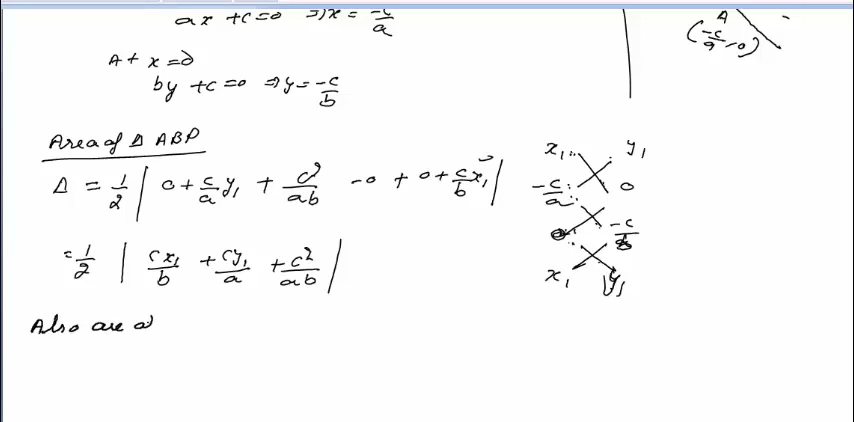 ax + c = 0 ⇒ x = -c/a
A
(-c/a, 0)
A+ x = 0
by + c = 0 ⇒ y = -c/b
Area of Δ ABP
Δ = 1/2 | 0 + c/a y₁ + c²/ab - 0 + 0 + c/b x₁ |
= 1/2 | cx₁/b + cy₁/a + c²/ab |
x₁ y₁
-c/a 0
0 -c/b
x₁ y₁
Also are a